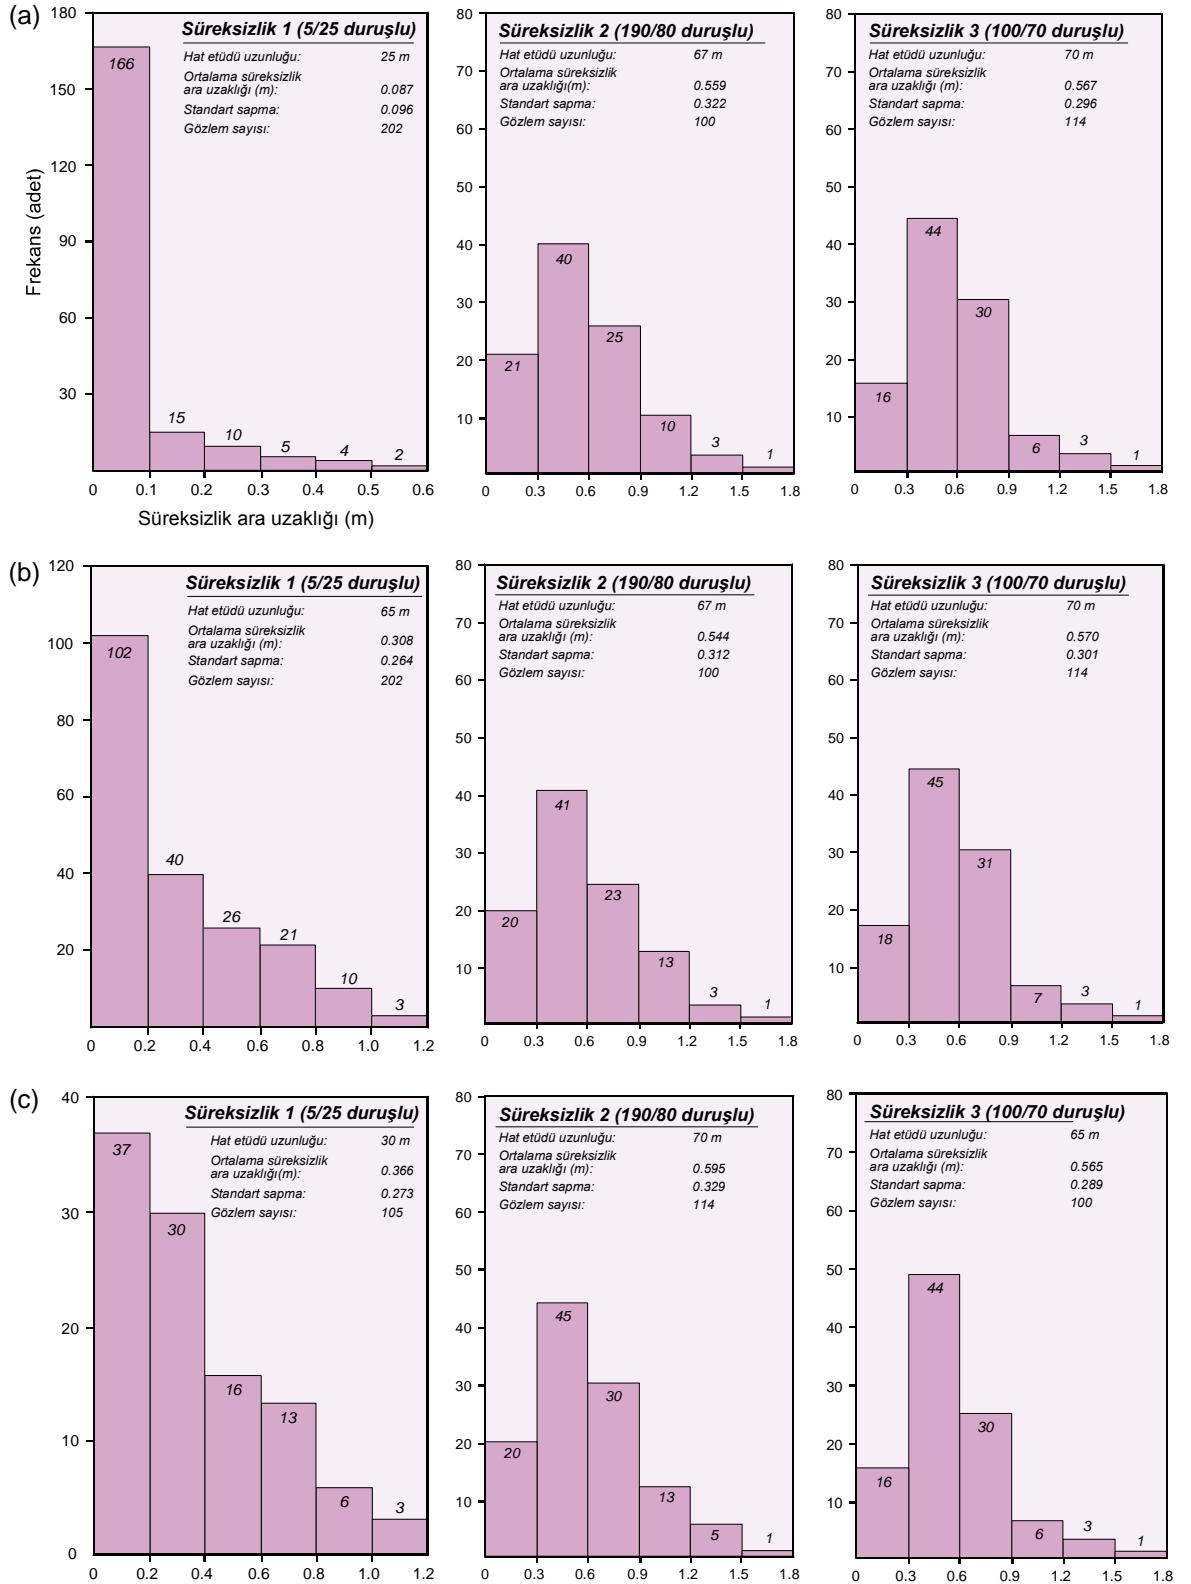 (a)
Süreksizlik 1 (5/25 duruşlu)
Hat etüdü uzunluğu: 25 m
Ortalama süreksizlik
ara uzaklığı (m): 0.087
Standart sapma: 0.096
Gözlem sayısı: 202
180
150
120
90
60
30
Frekans (adet)
166
15
10
5
4
2
0 0.1 0.2 0.3 0.4 0.5 0.6
Süreksizlik ara uzaklığı (m)
Süreksizlik 2 (190/80 duruşlu)
Hat etüdü uzunluğu: 67 m
Ortalama süreksizlik
ara uzaklığı(m): 0.559
Standart sapma: 0.322
Gözlem sayısı: 100
80
70
60
50
40
30
20
10
21
40
25
10
3
1
0 0.3 0.6 0.9 1.2 1.5 1.8
Süreksizlik 3 (100/70 duruşlu)
Hat etüdü uzunluğu: 70 m
Ortalama süreksizlik
ara uzaklığı (m): 0.567
Standart sapma: 0.296
Gözlem sayısı: 114
80
70
60
50
40
30
20
10
16
44
30
6
3
1
0 0.3 0.6 0.9 1.2 1.5 1.8
(b)
Süreksizlik 1 (5/25 duruşlu)
Hat etüdü uzunluğu: 65 m
Ortalama süreksizlik
ara uzaklığı (m): 0.308
Standart sapma: 0.264
Gözlem sayısı: 202
120
100
80
60
40
20
102
40
26
21
10
3
0 0.2 0.4 0.6 0.8 1.0 1.2
Süreksizlik 2 (190/80 duruşlu)
Hat etüdü uzunluğu: 67 m
Ortalama süreksizlik
ara uzaklığı (m): 0.544
Standart sapma: 0.312
Gözlem sayısı: 100
80
70
60
50
40
30
20
10
20
41
23
13
3
1
0 0.3 0.6 0.9 1.2 1.5 1.8
Süreksizlik 3 (100/70 duruşlu)
Hat etüdü uzunluğu: 70 m
Ortalama süreksizlik
ara uzaklığı (m): 0.570
Standart sapma: 0.301
Gözlem sayısı: 114
80
70
60
50
40
30
20
10
18
45
31
7
3
1
0 0.3 0.6 0.9 1.2 1.5 1.8
(c)
Süreksizlik 1 (5/25 duruşlu)
Hat etüdü uzunluğu: 30 m
Ortalama süreksizlik
ara uzaklığı(m): 0.366
Standart sapma: 0.273
Gözlem sayısı: 105
40
30
20
10
0
37
30
16
13
6
3
0 0.2 0.4 0.6 0.8 1.0 1.2
Süreksizlik 2 (190/80 duruşlu)
Hat etüdü uzunluğu: 70 m
Ortalama süreksizlik
ara uzaklığı (m): 0.595
Standart sapma: 0.329
Gözlem sayısı: 114
80
70
60
50
40
30
20
10
20
45
30
13
5
1
0 0.3 0.6 0.9 1.2 1.5 1.8
Süreksizlik 3 (100/70 duruşlu)
Hat etüdü uzunluğu: 65 m
Ortalama süreksizlik
ara uzaklığı (m): 0.565
Standart sapma: 0.289
Gözlem sayısı: 100
80
70
60
50
40
30
20
10
16
44
30
6
3
1
0 0.3 0.6 0.9 1.2 1.5 1.8